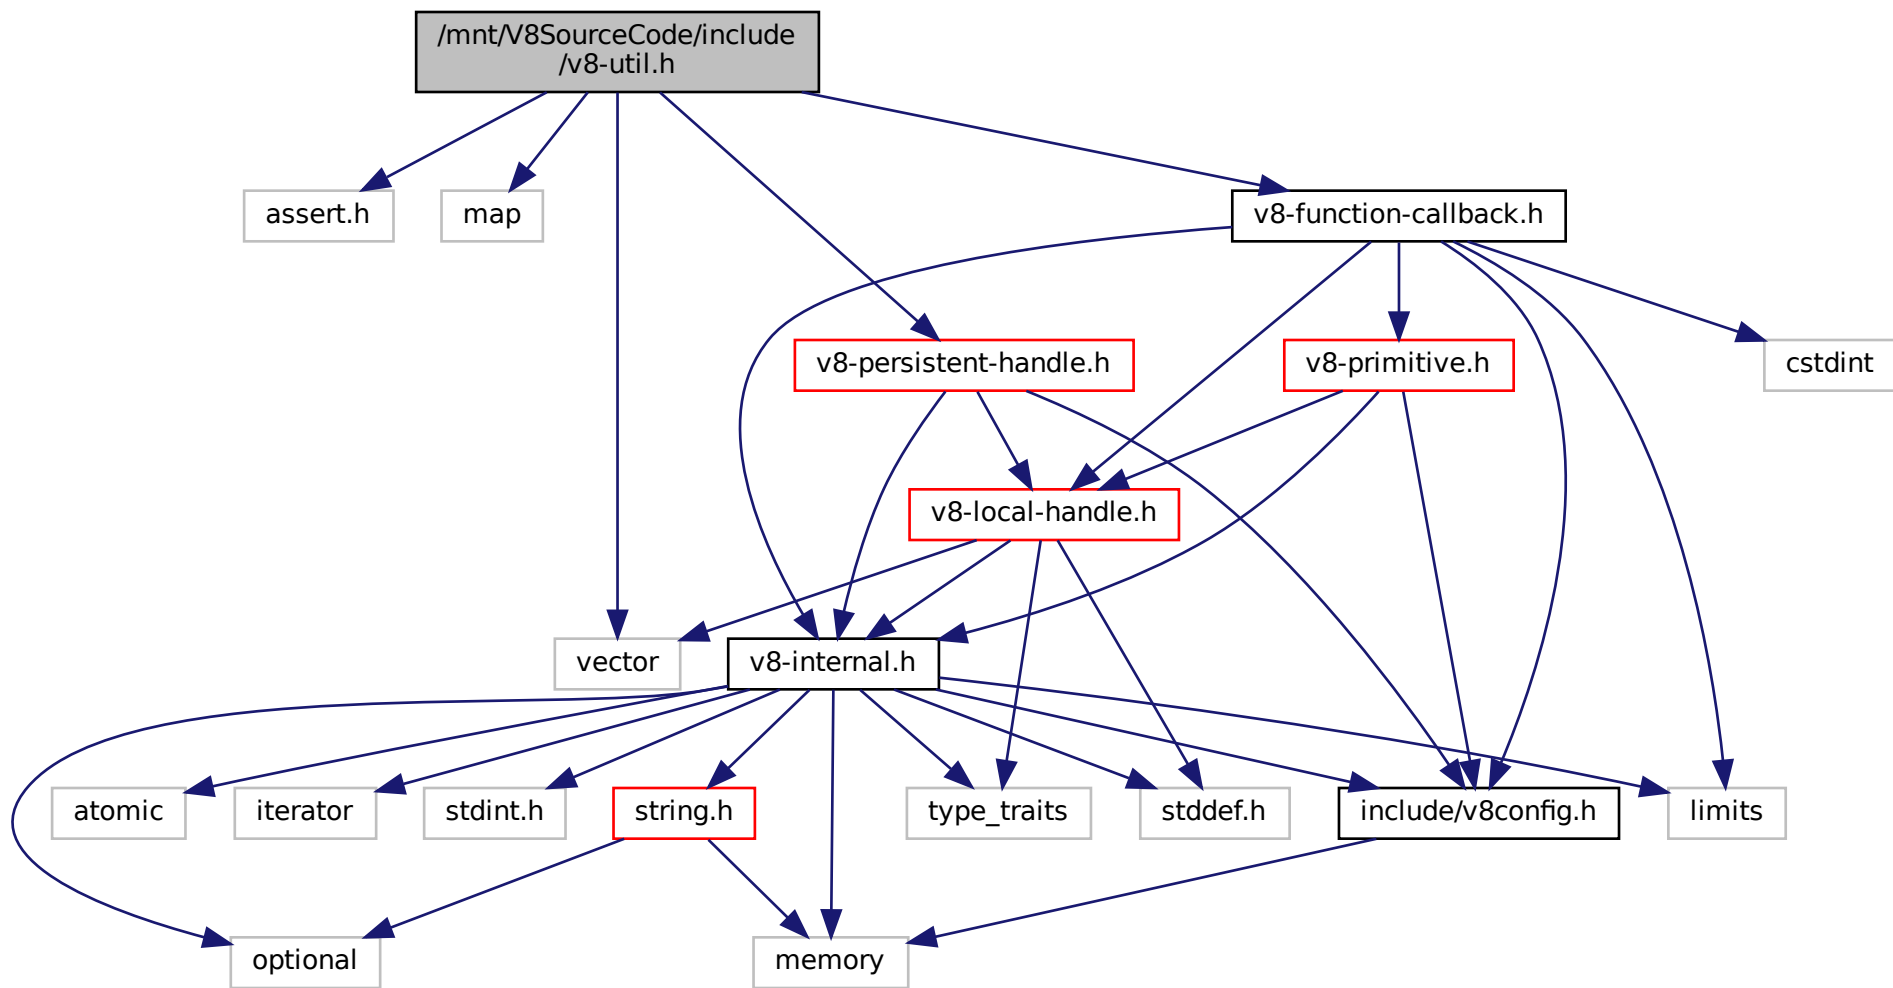 /mnt/V8SourceCode/include
/v8-util.h
assert.h
map
v8-function-callback.h
v8-persistent-handle.h
v8-primitive.h
cstdint
v8-local-handle.h
vector
v8-internal.h
atomic
iterator
stdint.h
string.h
type_traits
stddef.h
include/v8config.h
limits
optional
memory